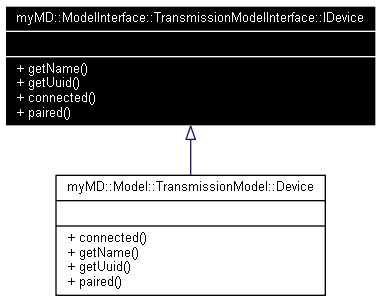 myMD::ModelInterface::TransmissionModelInterface::IDevice
+ getName()
+ getUuid()
+ connected()
+ paired()
myMD::Model::TransmissionModel::Device
+ connected()
+ getName()
+ getUuid()
+ paired()